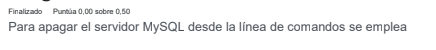 Finalizado Puntúa 0,00 sobre 0,50
Para apagar el servidor MySQL desde la línea de comandos se emplea